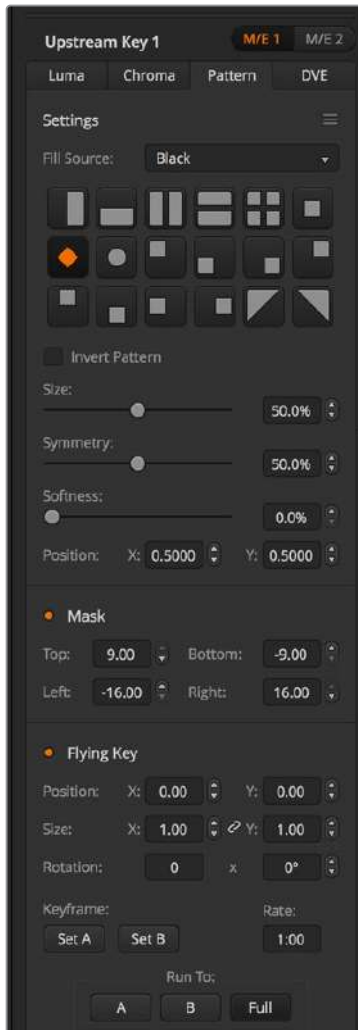 Upstream Key 1 M/E 1 M/E 2
Luma Chroma Pattern DVE
Settings
Fill Source: Black
Invert Pattern
Size:
50.0%
Symmetry:
50.0%
Softness:
0.0%
Position: X: 0.5000 Y: 0.5000
Mask
Top: 9.00 Bottom: -9.00
Left: -16.00 Right: 16.00
Flying Key
Position: X: 0.00 Y: 0.00
Size: X: 1.00 Y: 1.00
Rotation: 0 x 0°
Keyframe: Rate:
Set A Set B 1:00
Run To:
A B Full